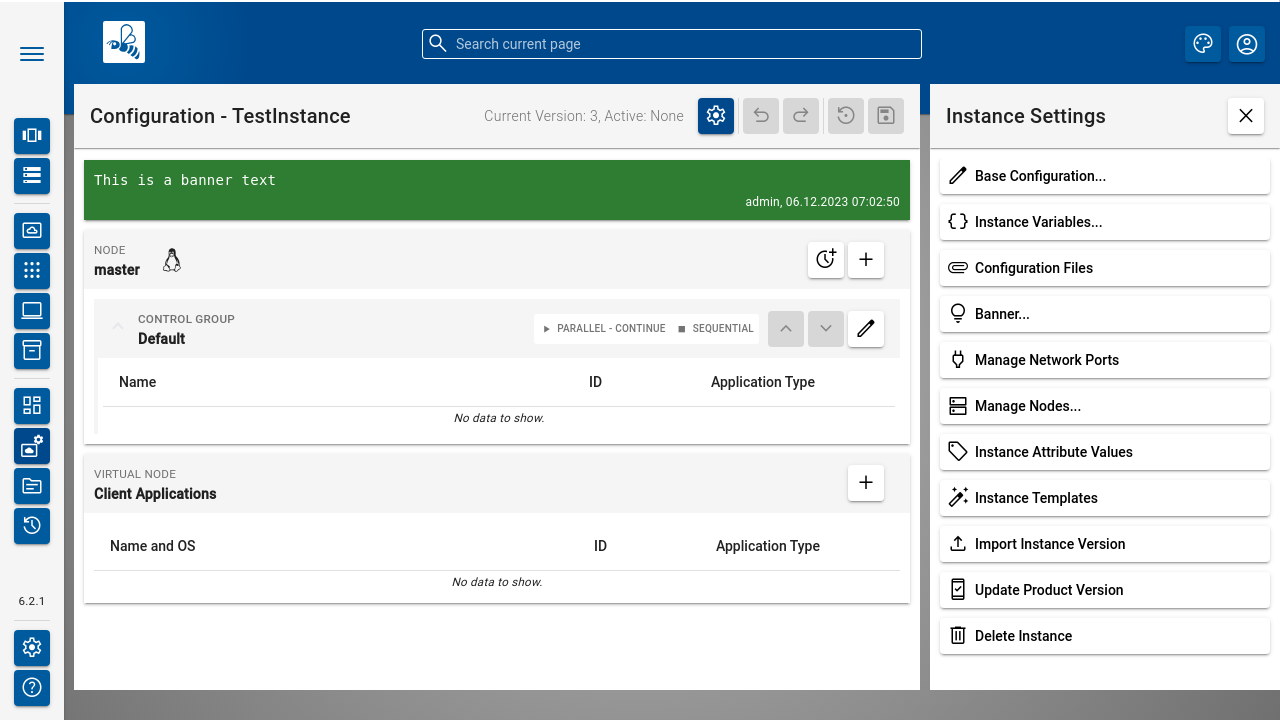 Search current page
Configuration - TestInstance
Current Version: 3, Active: None
Instance Settings
This is a banner text
admin, 06.12.2023 07:02:50
NODE
master
CONTROL GROUP
Default
PARALLEL - CONTINUE
SEQUENTIAL
Name ID Application Type
No data to show.
VIRTUAL NODE
Client Applications
Name and OS ID Application Type
No data to show.
Base Configuration...
Instance Variables...
Configuration Files
Banner...
Manage Network Ports
Manage Nodes...
Instance Attribute Values
Instance Templates
Import Instance Version
Update Product Version
Delete Instance
6.2.1